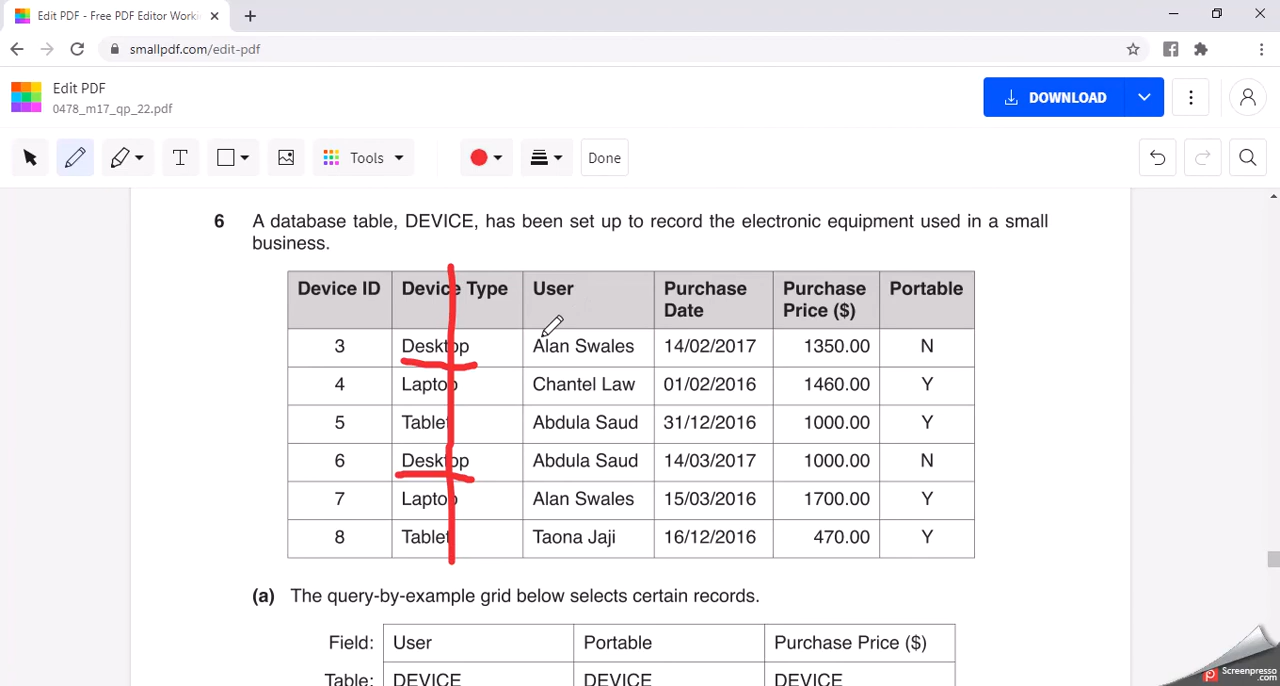 Edit PDF - Free PDF Editor Worki
smallpdf.com/edit-pdf
Edit PDF
0478_m17_qp_22.pdf
DOWNLOAD
T
Tools
Done
6 A database table, DEVICE, has been set up to record the electronic equipment used in a small
business.
Device ID Device Type User Purchase Date Purchase Price ($) Portable
3 Desktop Alan Swales 14/02/2017 1350.00 N
4 Laptop Chantel Law 01/02/2016 1460.00 Y
5 Tablet Abdula Saud 31/12/2016 1000.00 Y
6 Desktop Abdula Saud 14/03/2017 1000.00 N
7 Laptop Alan Swales 15/03/2016 1700.00 Y
8 Tablet Taona Jaji 16/12/2016 470.00 Y
(a) The query-by-example grid below selects certain records.
Field: User Portable Purchase Price ($)
Table: DEVICE DEVICE DEVICE
Screenpresso
.com